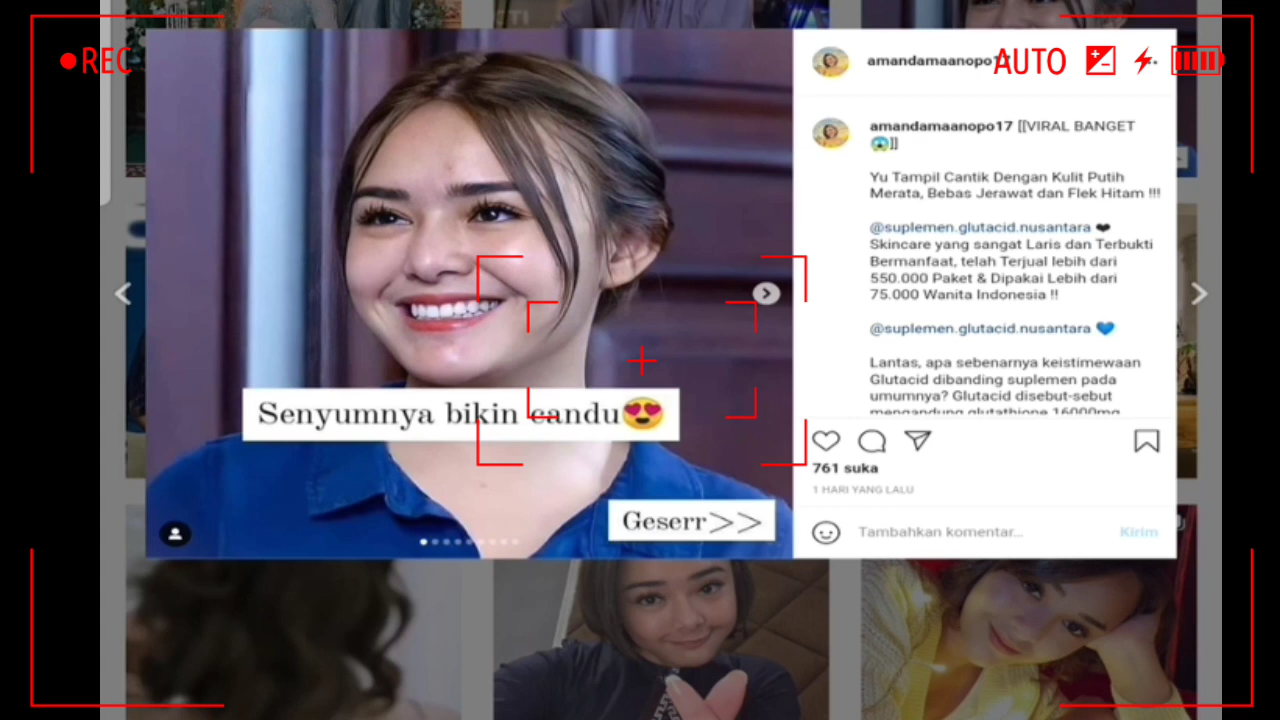 REC
AUTO
amandamaanopo17
amandamaanopo17 [[VIRAL BANGET
😱]]
Yu Tampil Cantik Dengan Kulit Putih
Merata, Bebas Jerawat dan Flek Hitam !!!
@suplemen.glutacid.nusantara ❤
Skincare yang sangat Laris dan Terbukti
Bermanfaat, telah Terjual lebih dari
550.000 Paket & Dipakai Lebih dari
75.000 Wanita Indonesia !!
@suplemen.glutacid.nusantara 💙
Lantas, apa sebenarnya keistimewaan
Glutacid dibanding suplemen pada
umumnya? Glutacid disebut-sebut
mengandung glutathione 16000mg
Senyumnya bikin candu😍
Geserr>>
761 suka
1 HARI YANG LALU
Tambahkan komentar...
Kirim